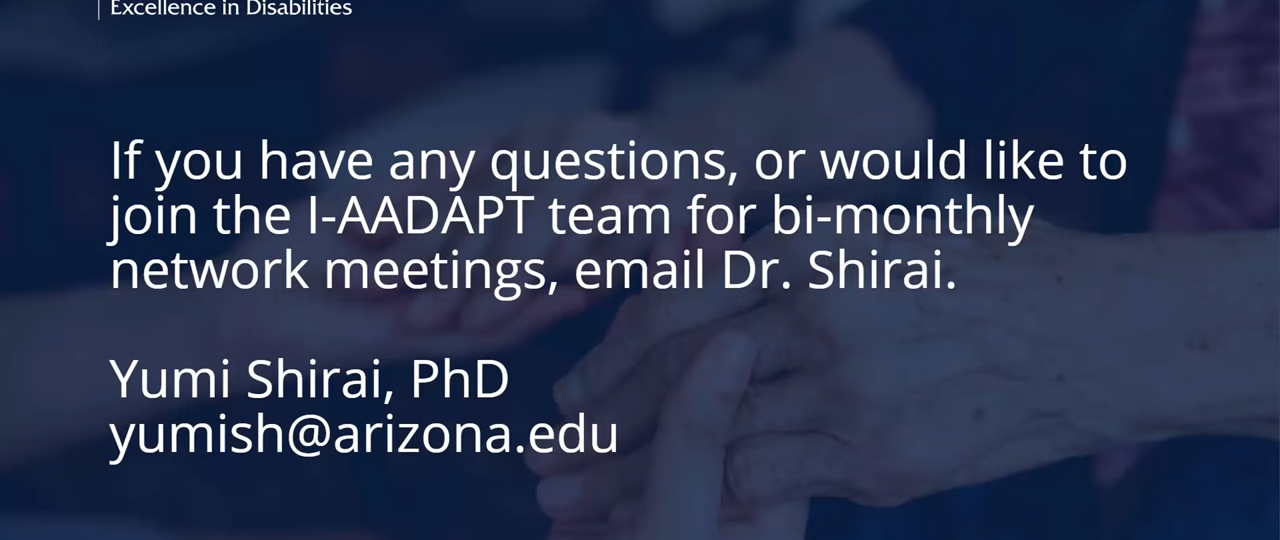 Excellence in Disabilities
If you have any questions, or would like to
join the I-AADAPT team for bi-monthly
network meetings, email Dr. Shirai.
Yumi Shirai, PhD
yumish@arizona.edu